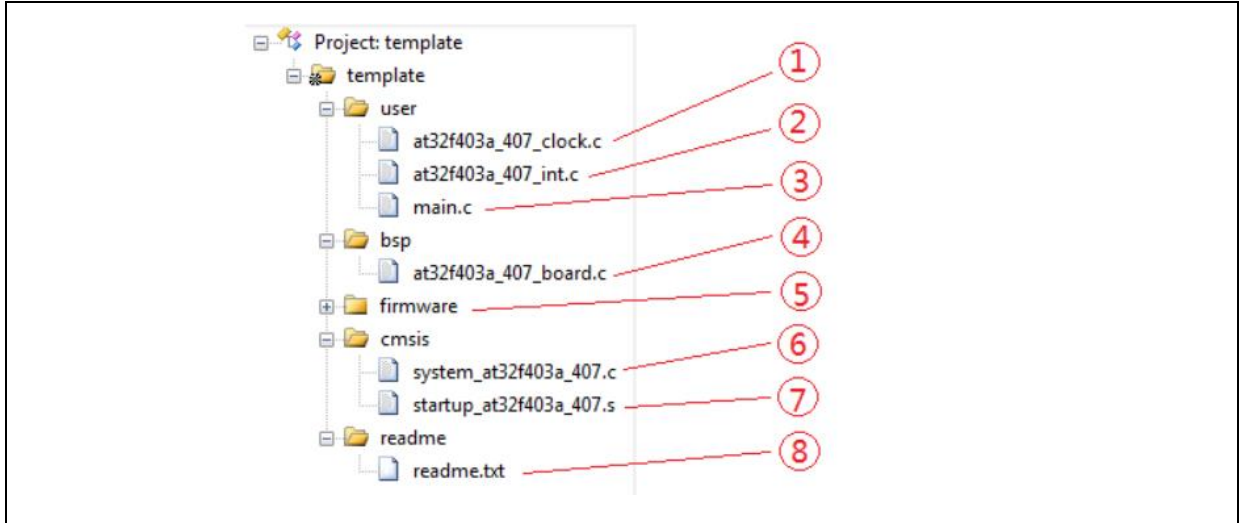 Project: template
template
user
at32f403a_407_clock.c ①
at32f403a_407_int.c ②
main.c ③
bsp
at32f403a_407_board.c ④
firmware ⑤
cmsis
system_at32f403a_407.c ⑥
startup_at32f403a_407.s ⑦
readme
readme.txt ⑧